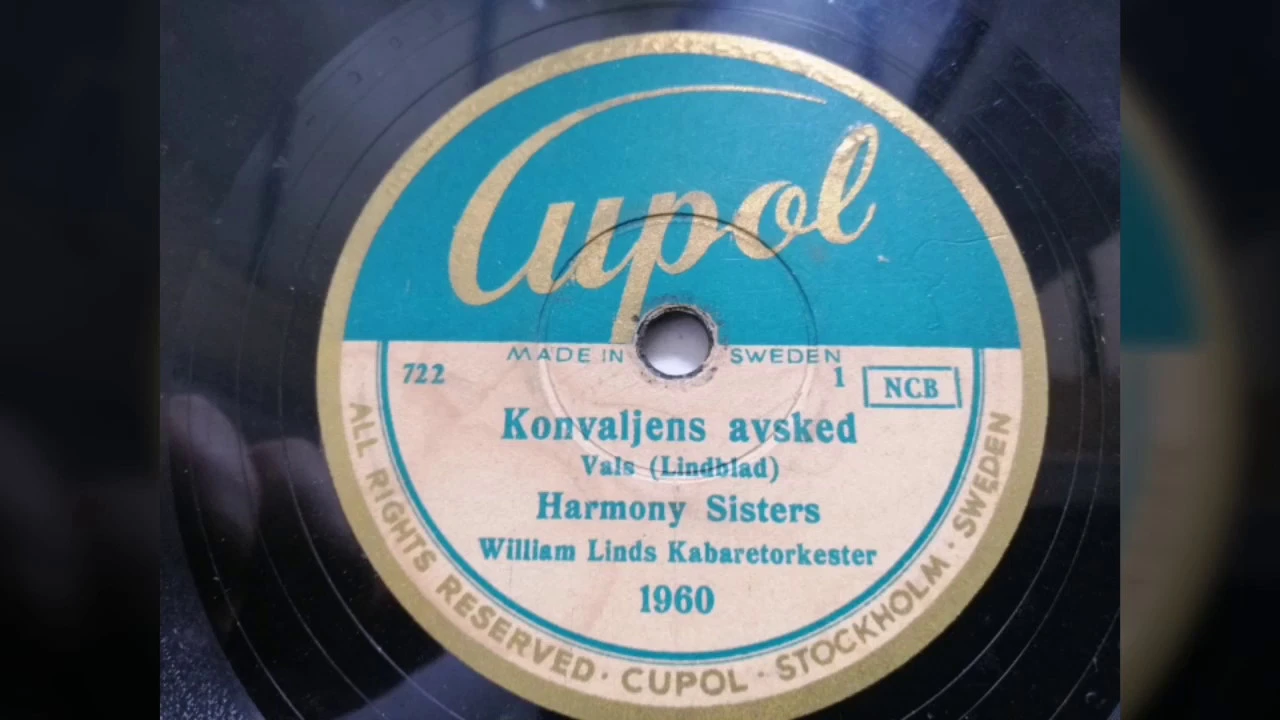 Cupol
MADE IN SWEDEN
722 1 NCB
Konvaljens avsked
Vals (Lindblad)
Harmony Sisters
William Linds Kabaretorkester
1960
ALL RIGHTS RESERVED · CUPOL · STOCKHOLM · SWEDEN